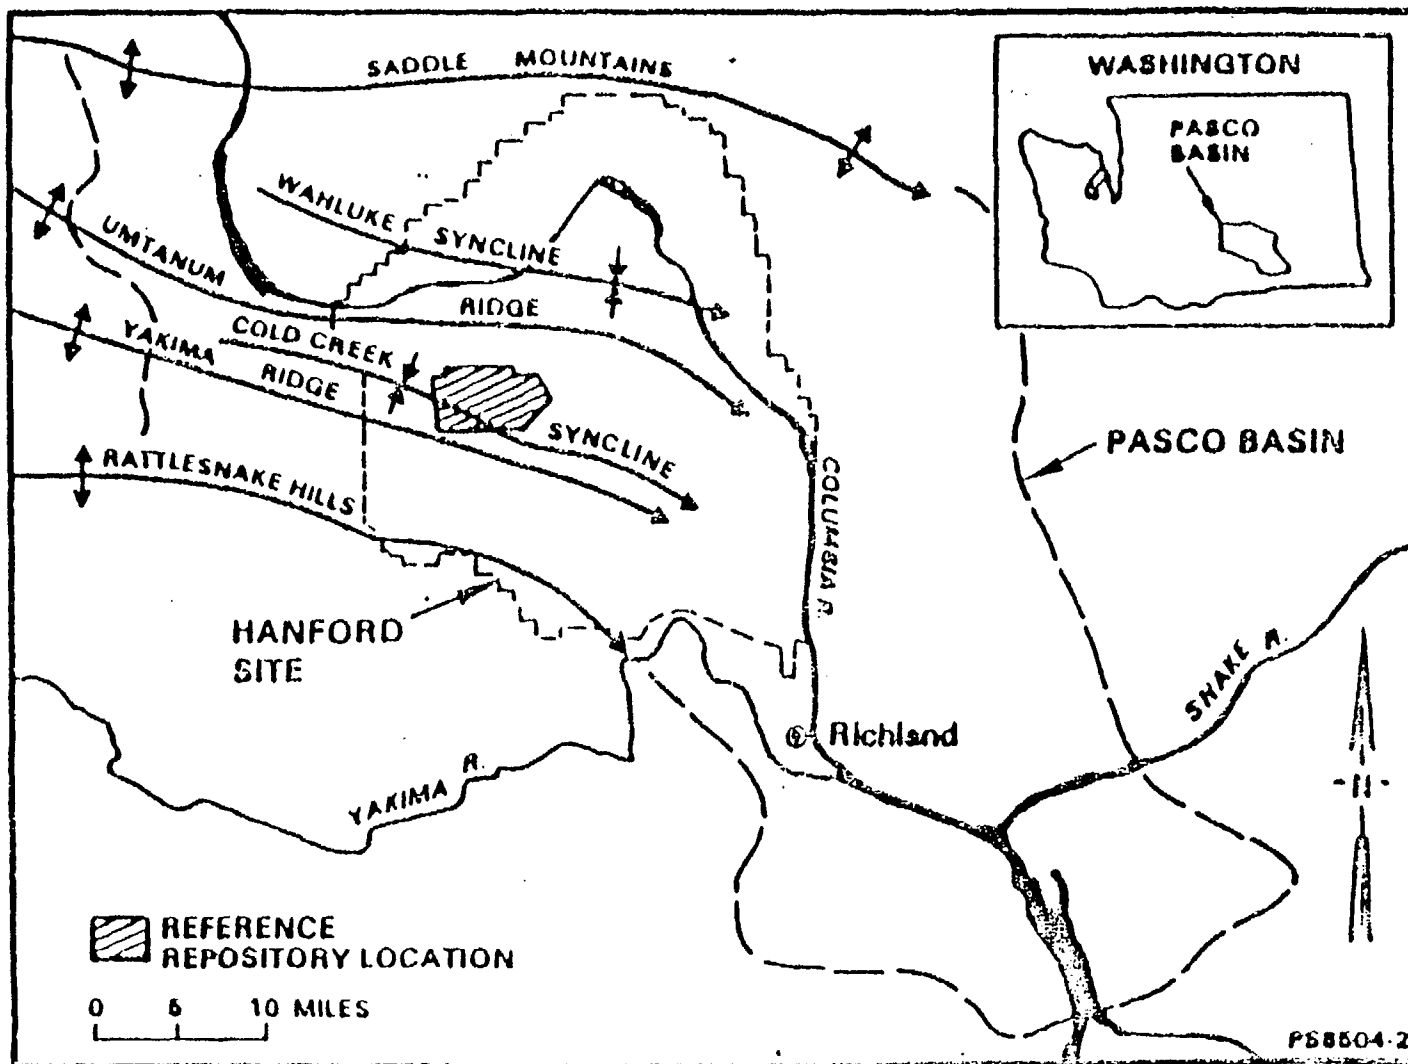 SADDLE MOUNTAINS
WASHINGTON
PASCO
BASIN
WAHLUKE SYNCLINE
UMTANUM RIDGE
COLD CREEK SYNCLINE
YAKIMA RIDGE
PASCO BASIN
RATTLESNAKE HILLS
COLUMBIA R.
HANFORD
SITE
SNAKE R.
Richland
YAKIMA R.
N
REFERENCE
REPOSITORY LOCATION
0 5 10 MILES
PS8504-2